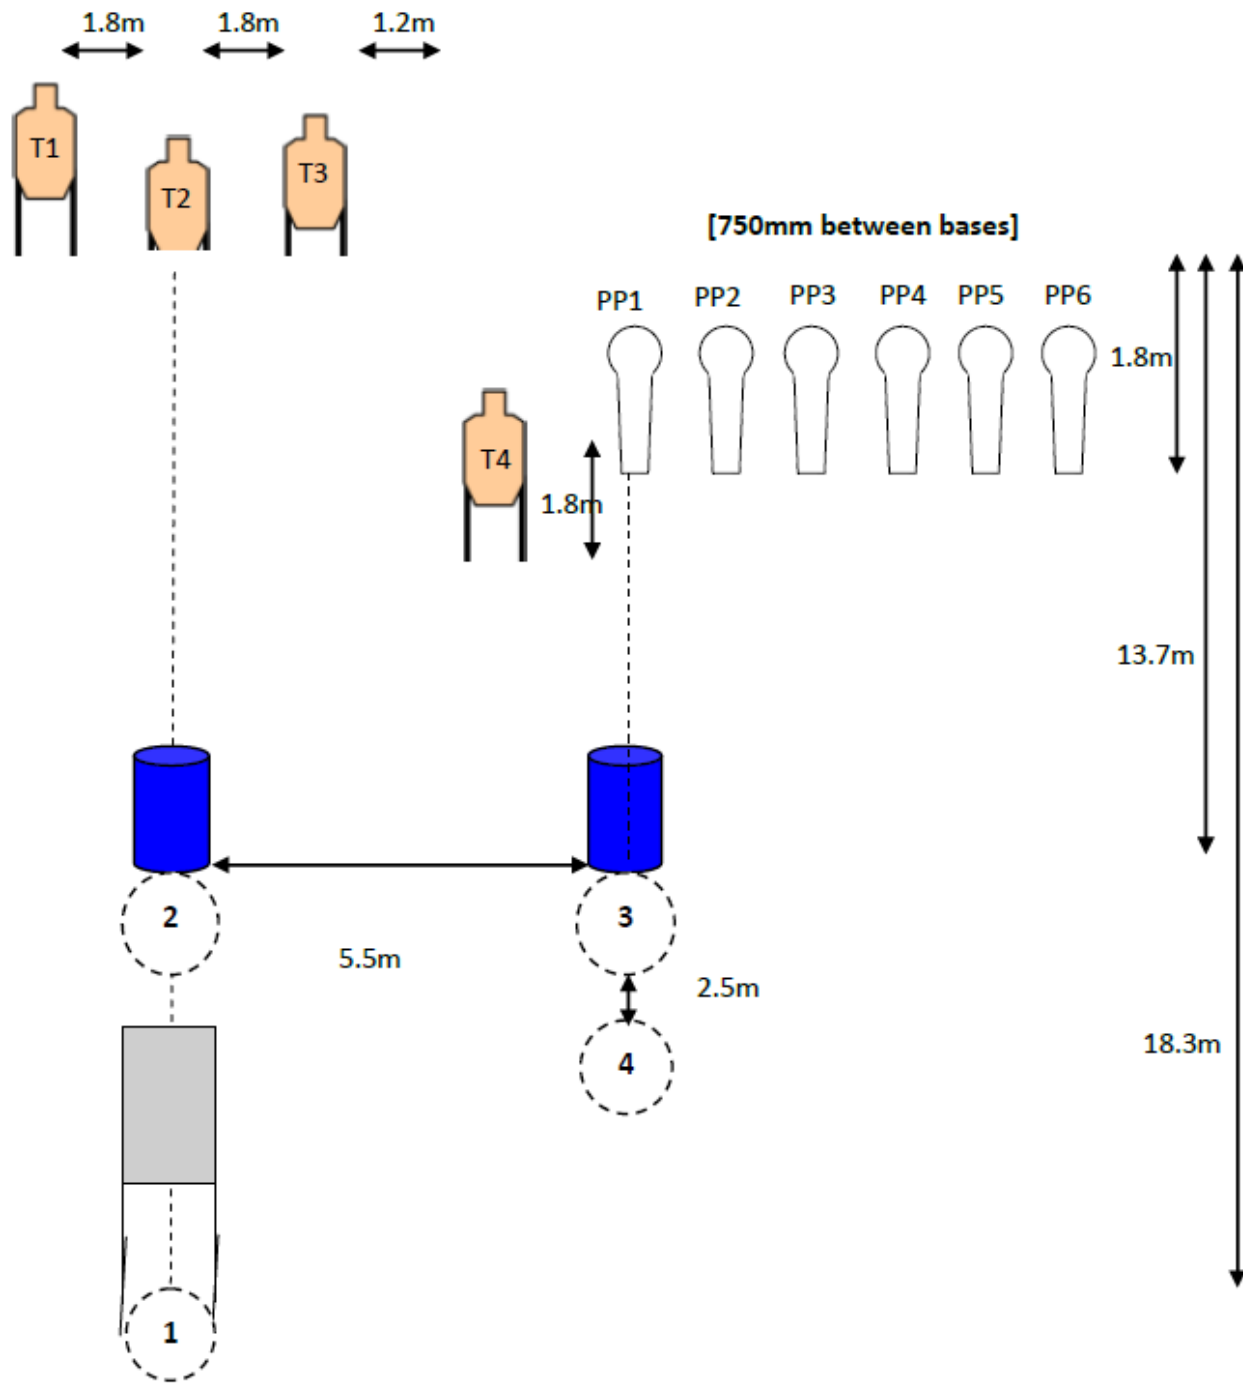 1.8m 1.8m 1.2m
T1 T2 T3
[750mm between bases]
PP1 PP2 PP3 PP4 PP5 PP6
1.8m
T4
1.8m
13.7m
2 3
5.5m 2.5m
18.3m
4
1